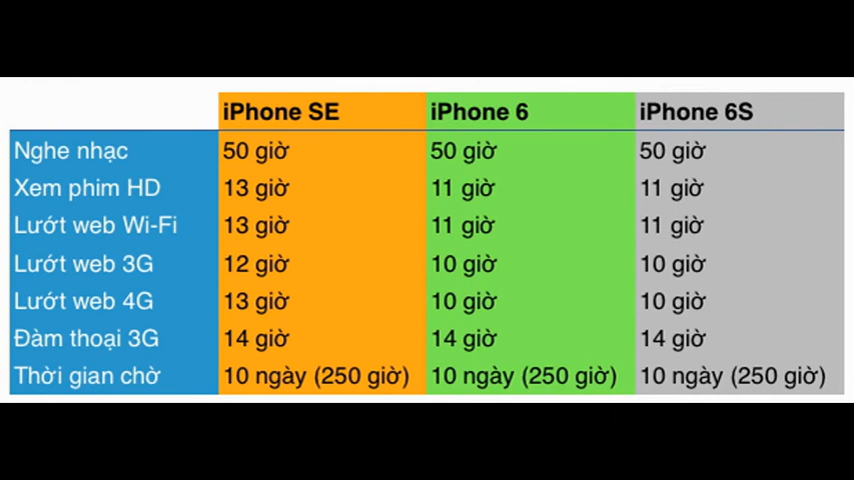 iPhone SE iPhone 6 iPhone 6S
Nghe nhạc 50 giờ 50 giờ 50 giờ
Xem phim HD 13 giờ 11 giờ 11 giờ
Lướt web Wi-Fi 13 giờ 11 giờ 11 giờ
Lướt web 3G 12 giờ 10 giờ 10 giờ
Lướt web 4G 13 giờ 10 giờ 10 giờ
Đàm thoại 3G 14 giờ 14 giờ 14 giờ
Thời gian chờ 10 ngày (250 giờ) 10 ngày (250 giờ) 10 ngày (250 giờ)